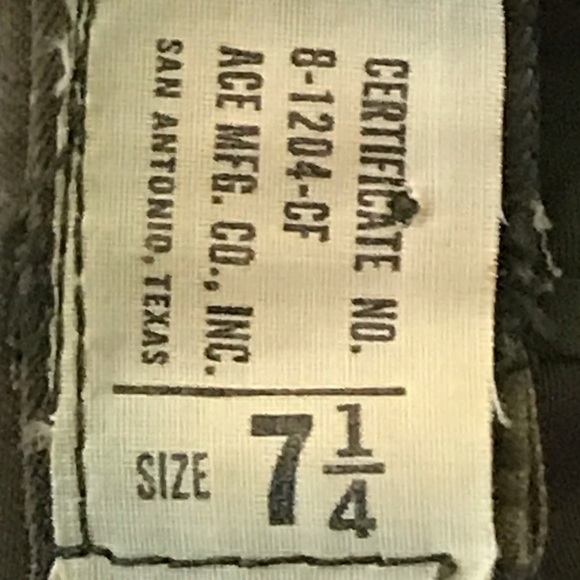 CERTIFICATE NO.
8-1204-CF
ACE MFG. CO., INC.
SAN ANTONIO, TEXAS
SIZE
7 1/4